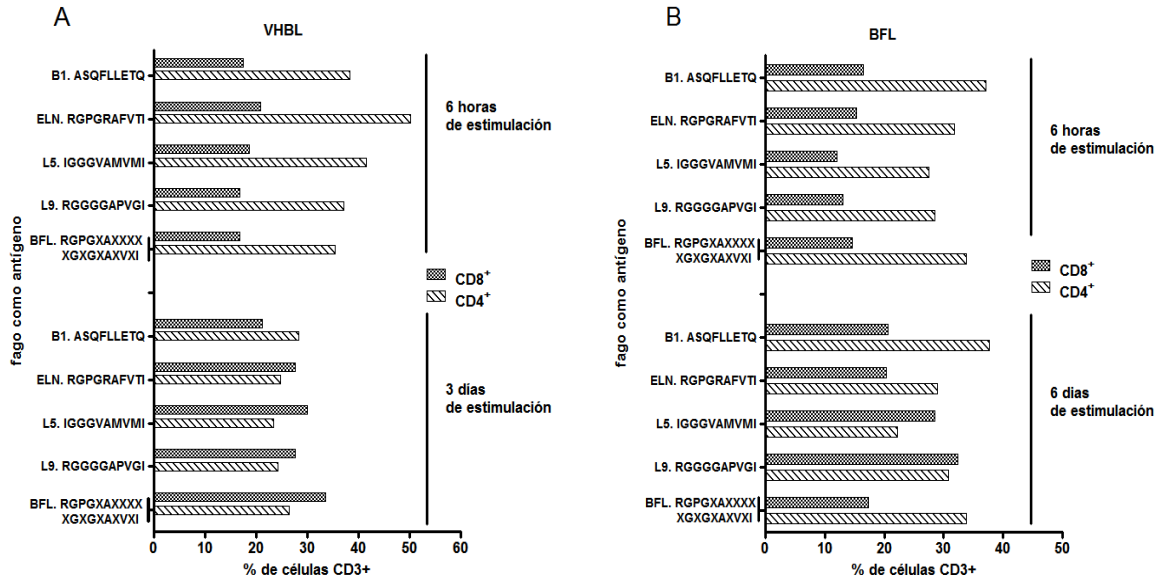 A
VHBL
fago como antígeno
B1. ASQFLLETQ
ELN. RGPGRAFVTI
L5. IGGGVAMVMI
L9. RGGGGAPVGI
BFL. RGPGXAXXXX
XGXGXAXVXI
6 horas
de estimulación
CD8+
CD4+
B1. ASQFLLETQ
ELN. RGPGRAFVTI
L5. IGGGVAMVMI
L9. RGGGGAPVGI
BFL. RGPGXAXXXX
XGXGXAXVXI
3 días
de estimulación
0 10 20 30 40 50 60
% de células CD3+
B
BFL
fago como antígeno
B1. ASQFLLETQ
ELN. RGPGRAFVTI
L5. IGGGVAMVMI
L9. RGGGGAPVGI
BFL. RGPGXAXXXX
XGXGXAXVXI
6 horas
de estimulación
CD8+
CD4+
B1. ASQFLLETQ
ELN. RGPGRAFVTI
L5. IGGGVAMVMI
L9. RGGGGAPVGI
BFL. RGPGXAXXXX
XGXGXAXVXI
6 dias
de estimulación
0 10 20 30 40 50
% de células CD3+